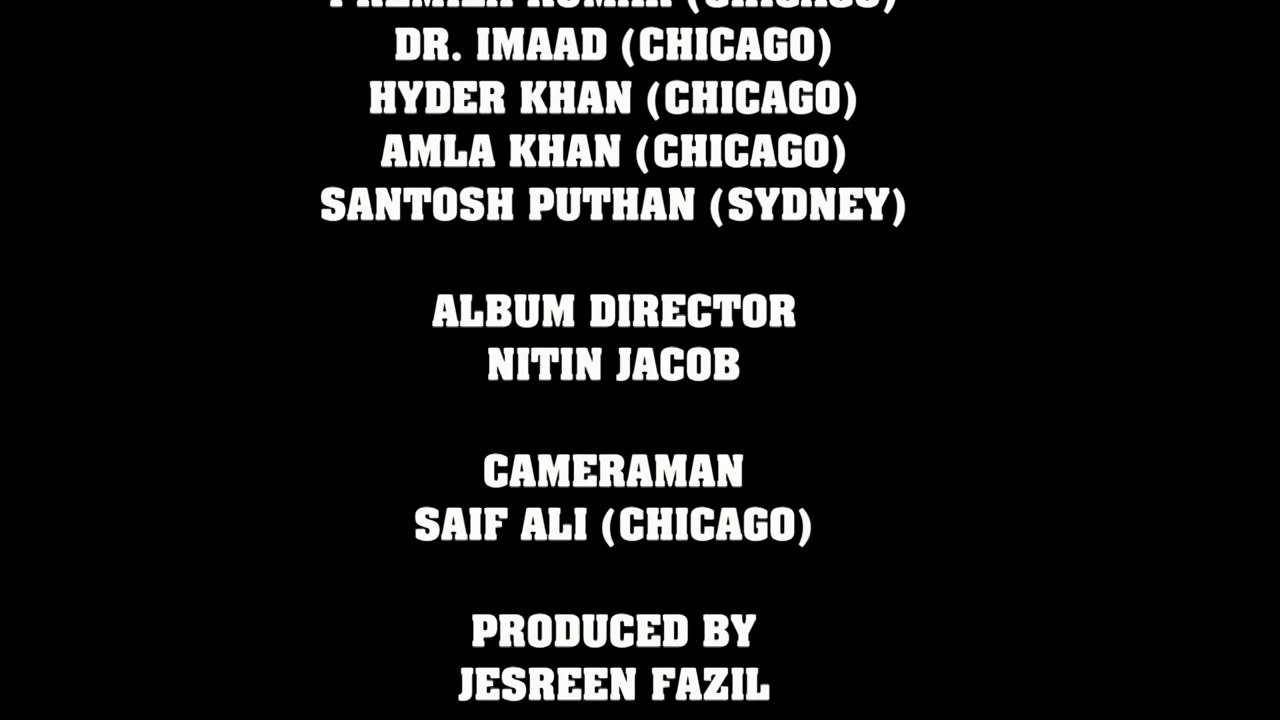 (CHICAGO)
DR. IMAAD (CHICAGO)
HYDER KHAN (CHICAGO)
AMLA KHAN (CHICAGO)
SANTOSH PUTHAN (SYDNEY)
ALBUM DIRECTOR
NITIN JACOB
CAMERAMAN
SAIF ALI (CHICAGO)
PRODUCED BY
JESREEN FAZIL